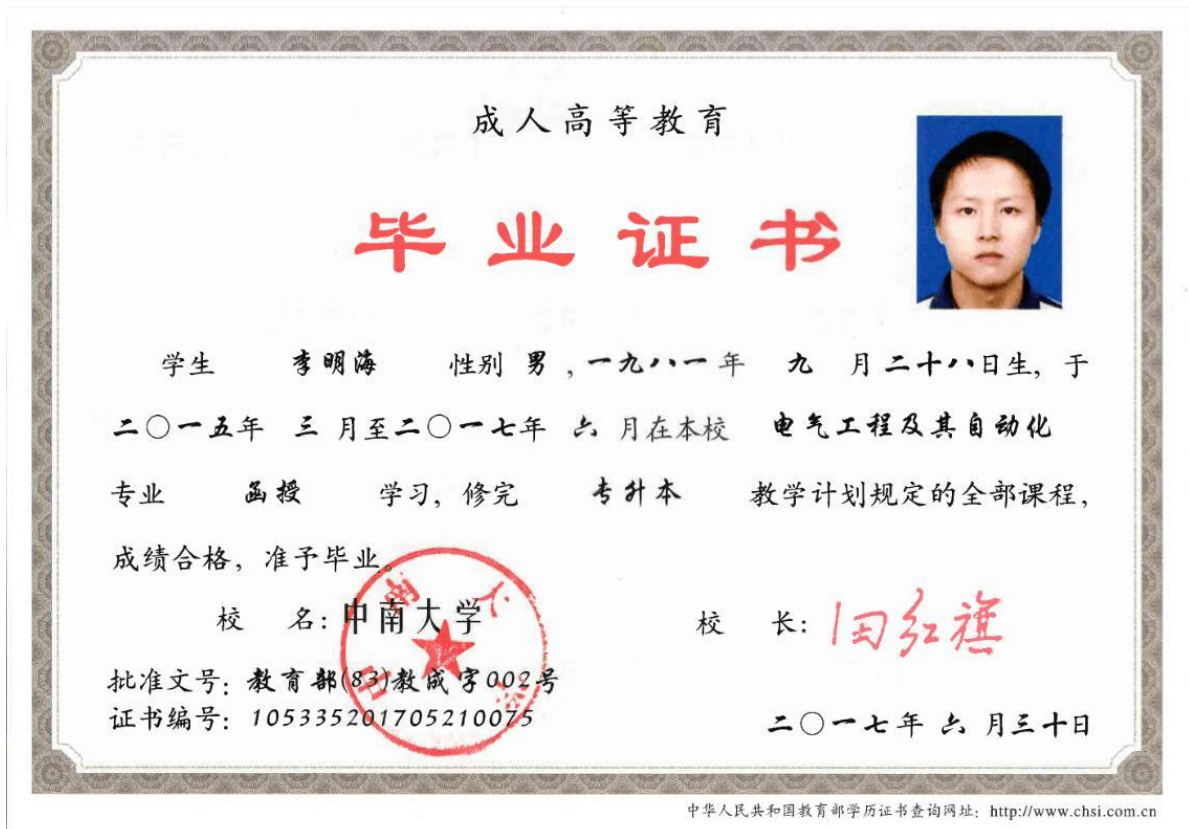 成人高等教育
毕业证书
学生 李明海 性别 男，一九八一年 九 月二十八日生，于
二〇一五年 三 月至二〇一七年 六 月在本校 电气工程及其自动化
专业 函授 学习，修完 专升本 教学计划规定的全部课程，
成绩合格，准予毕业。
校 名：中南大学
校 长：田红旗
批准文号：教育部(83)教成字002号
证书编号：105335201705210075
二〇一七年 六 月三十日
中南大学
中华人民共和国教育部学历证书查询网址：http://www.chsi.com.cn